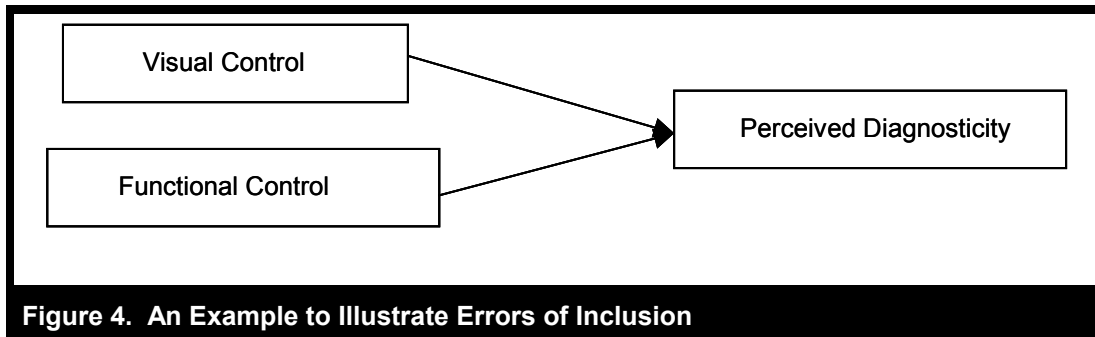 Visual Control
Perceived Diagnosticity
Functional Control
Figure 4. An Example to Illustrate Errors of Inclusion